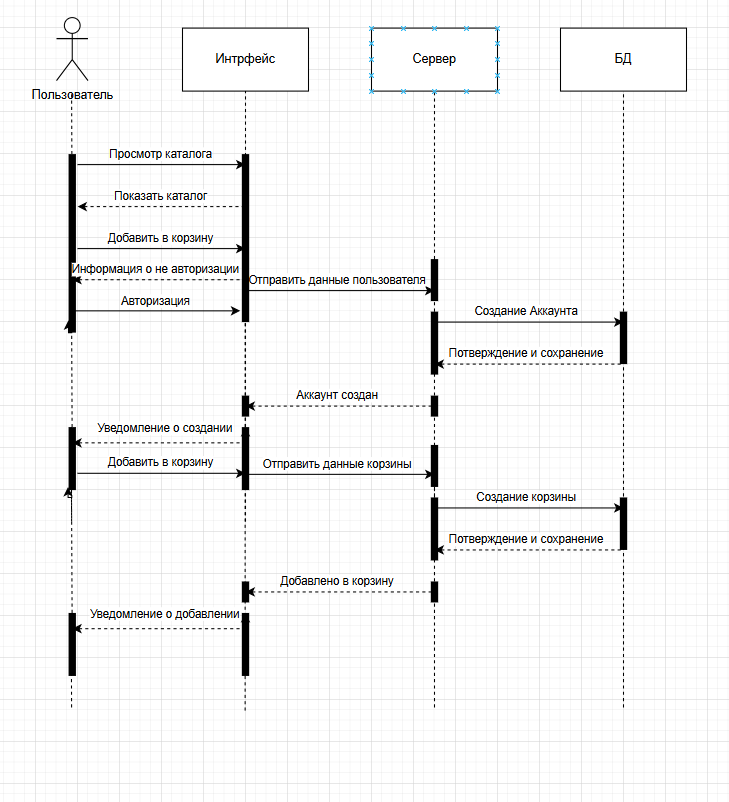 Пользователь
Интрфейс
Сервер
БД
Просмотр каталога
Показать каталог
Добавить в корзину
Информация о не авторизации
Отправить данные пользователя
Авторизация
Создание Аккаунта
Потверждение и сохранение
Аккаунт создан
Уведомление о создании
Добавить в корзину
Отправить данные корзины
Создание корзины
Потверждение и сохранение
Добавлено в корзину
Уведомление о добавлении